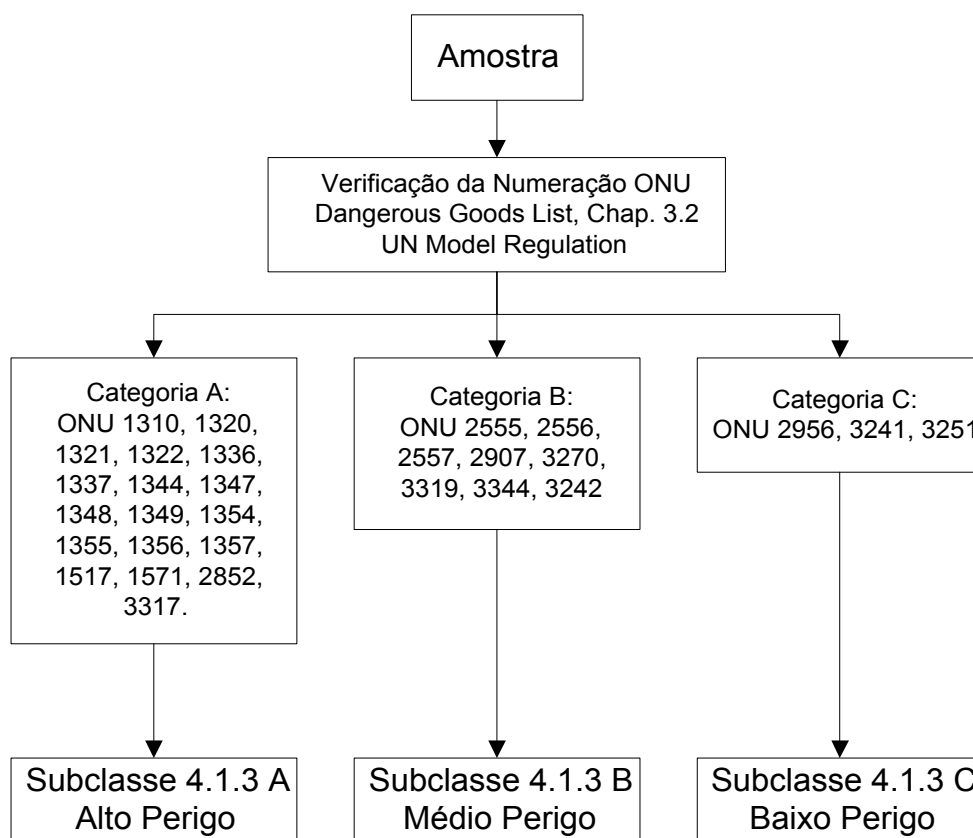 Amostra
Verificação da Numeração ONU
Dangerous Goods List, Chap. 3.2
UN Model Regulation
Categoria A:
ONU 1310, 1320,
1321, 1322, 1336,
1337, 1344, 1347,
1348, 1349, 1354,
1355, 1356, 1357,
1517, 1571, 2852,
3317.
Categoria B:
ONU 2555, 2556,
2557, 2907, 3270,
3319, 3344, 3242
Categoria C:
ONU 2956, 3241, 3251
Subclasse 4.1.3 A
Alto Perigo
Subclasse 4.1.3 B
Médio Perigo
Subclasse 4.1.3 C
Baixo Perigo